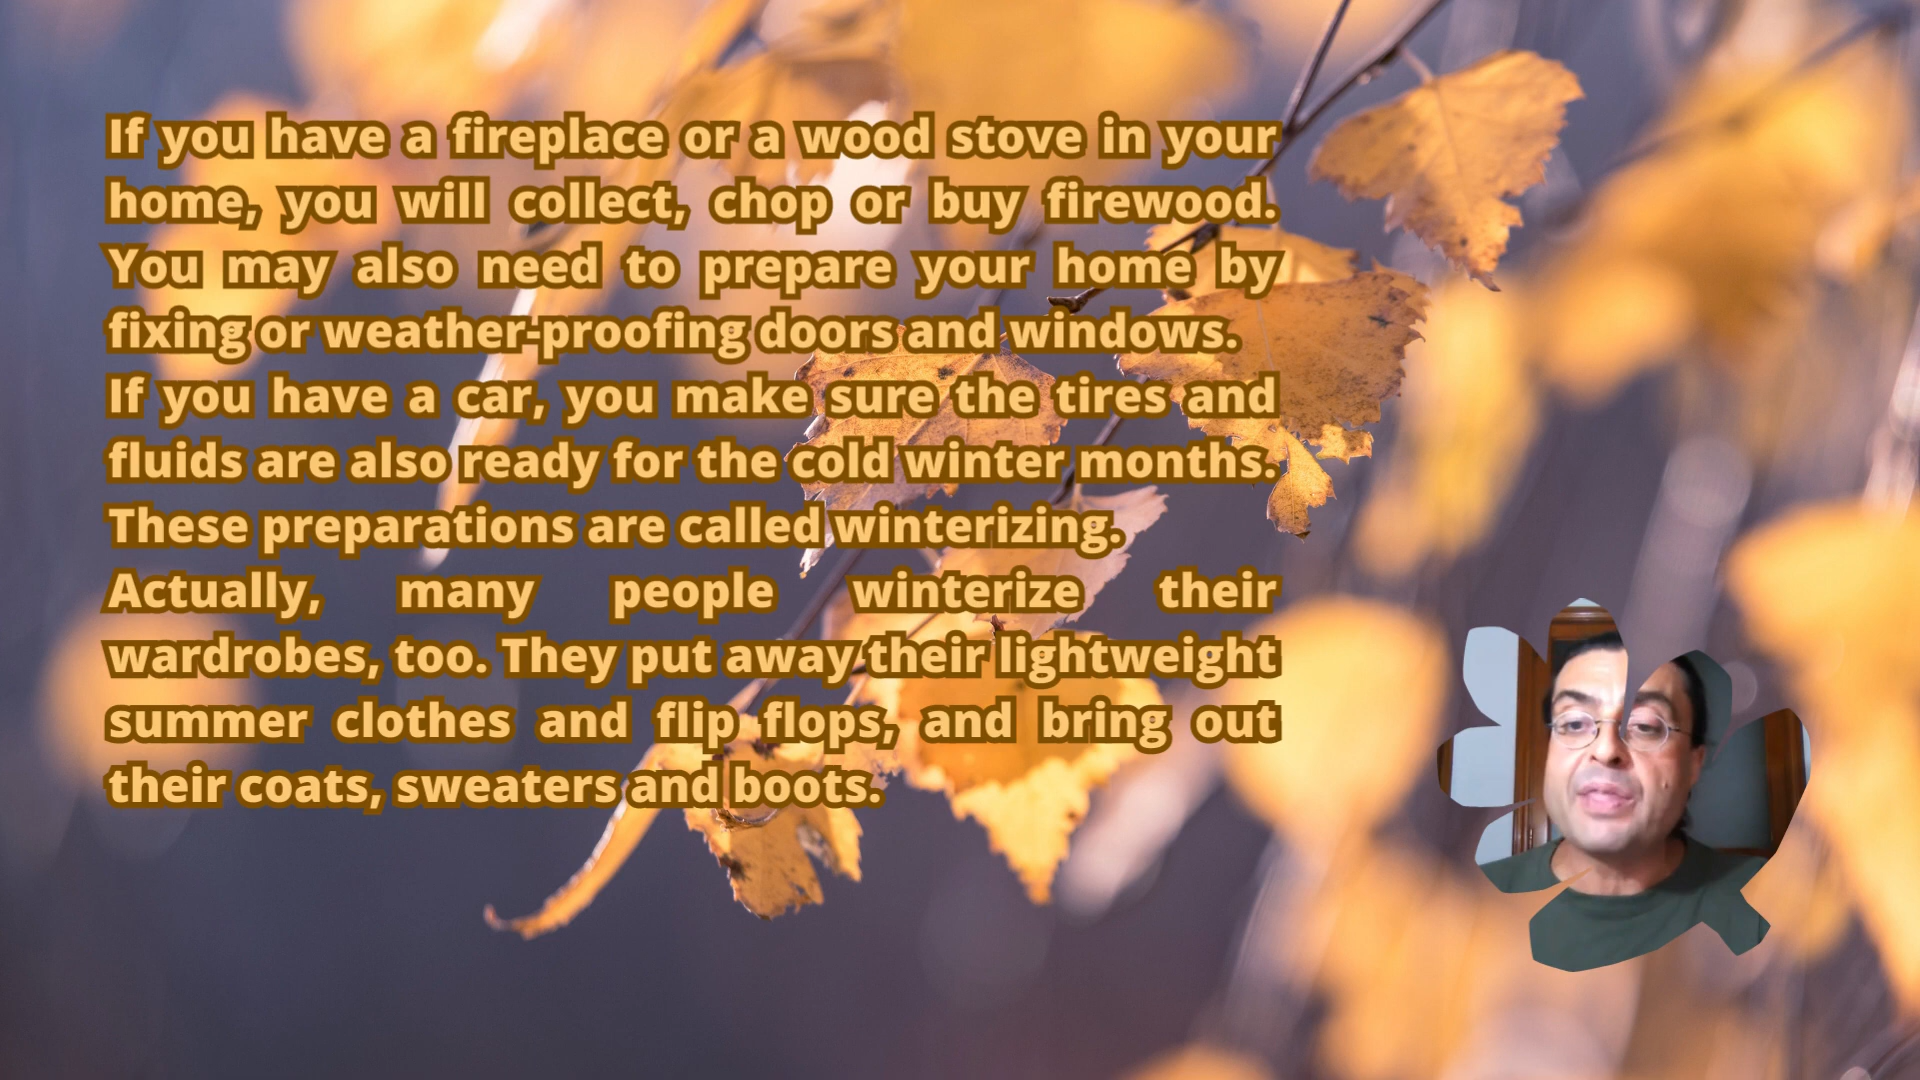 If you have a fireplace or a wood stove in your
home, you will collect, chop or buy firewood.
You may also need to prepare your home by
fixing or weather-proofing doors and windows.
If you have a car, you make sure the tires and
fluids are also ready for the cold winter months.
These preparations are called winterizing.
Actually, many people winterize their
wardrobes, too. They put away their lightweight
summer clothes and flip flops, and bring out
their coats, sweaters and boots.